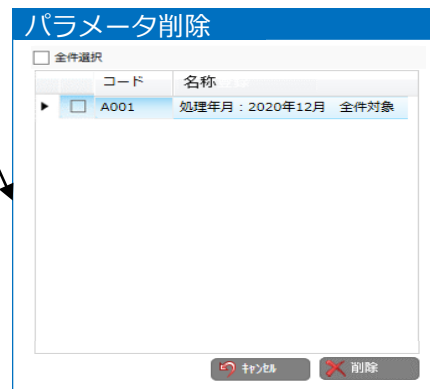 パラメータ削除
全件選択
コード 名称
A001 処理年月：2020年12月 全件対象
ｷｬﾝｾﾙ 削除